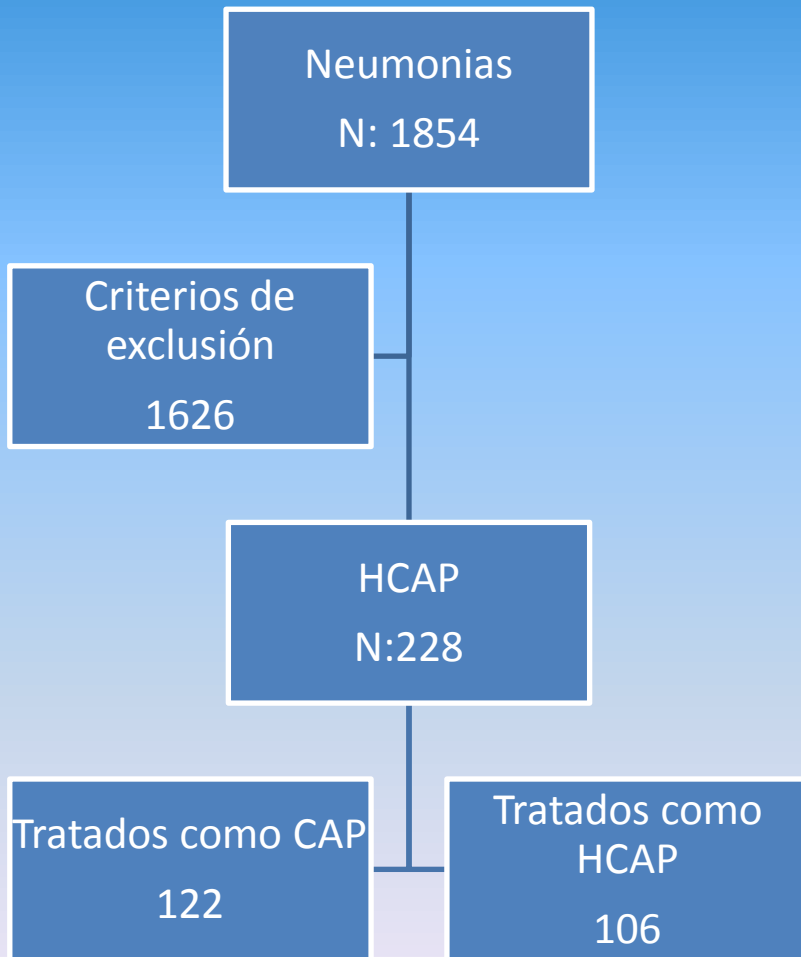 Neumonias
N: 1854
Criterios de
exclusión
1626
HCAP
N:228
Tratados como CAP
122
Tratados como
HCAP
106